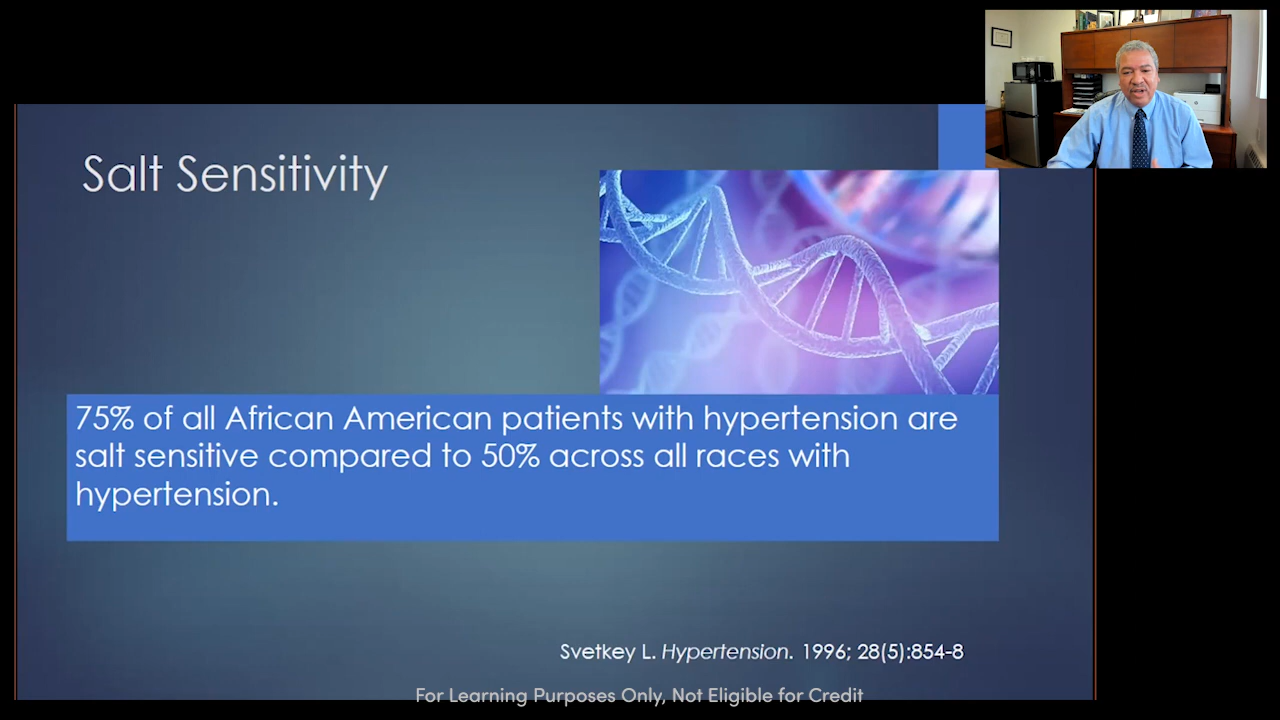 Salt Sensitivity
75% of all African American patients with hypertension are
salt sensitive compared to 50% across all races with
hypertension.
Svetkey L. Hypertension. 1996; 28(5):854-8
For Learning Purposes Only, Not Eligible for Credit